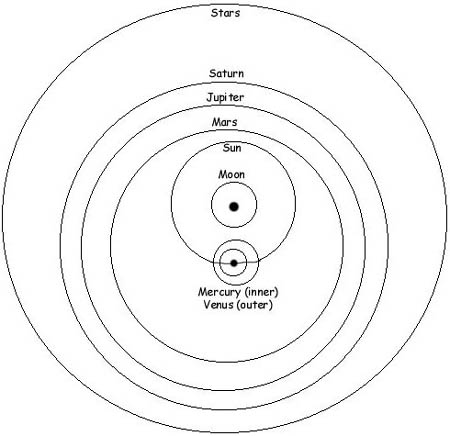 Stars
Saturn
Jupiter
Mars
Sun
Moon
Mercury (inner)
Venus (outer)